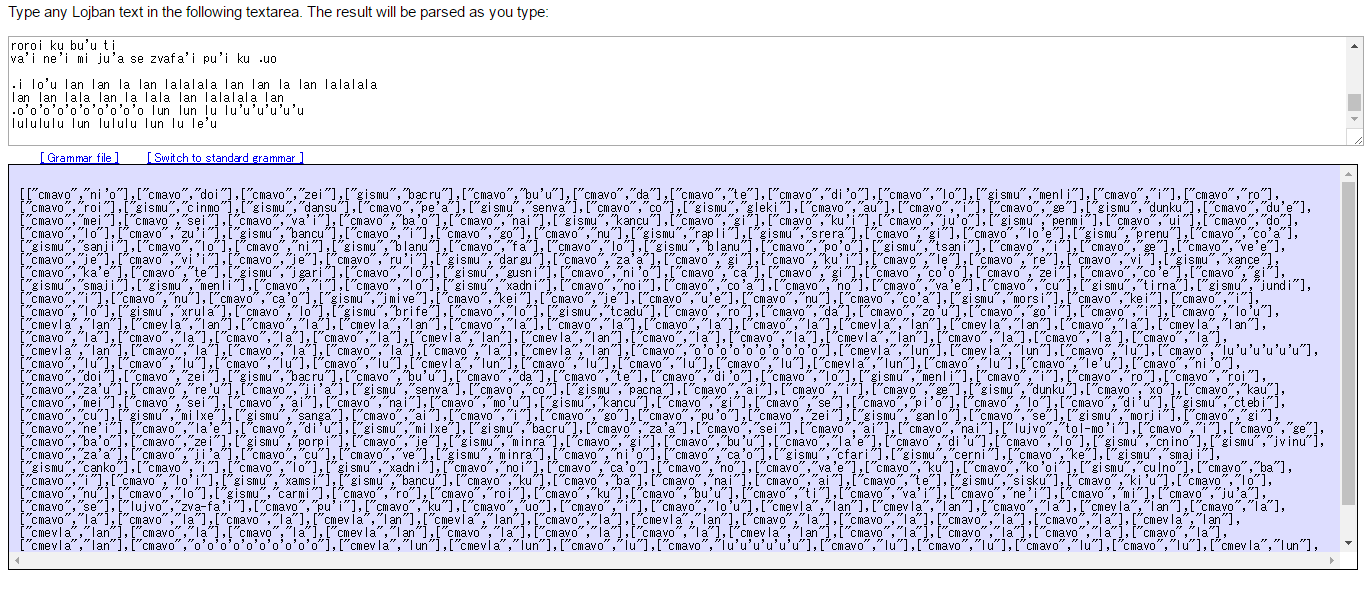 Type any Lojban text in the following textarea. The result will be parsed as you type:
roroi ku bu'u ti
va'i ne'i mi ju'a se zvafa'i pu'i ku .uo
.i lo'u lan lan la lan lalalala lan lan la lan lalalala
lan lan lala lan la lala lan lalalala lan
.o'o'o'o'o'o'o'o'o'o lun lun lu lu'u'u'u'u'u
lulululu lun lululu lun lu le'u
[ Grammar file ] [ Switch to standard grammar ]
[["cmavo","ni'o"],["cmavo","doi"],["cmavo","zei"],["gismu","bacru"],["cmavo","bu'u"],["cmavo","da"],["cmavo","te"],["cmavo","di'o"],["cmavo","lo"],["gismu","menli"],["cmavo","i"],["cmavo","ro"],
["cmavo","roi"],["gismu","cinmo"],["gismu","dansu"],["cmavo","pe'a"],["gismu","senva"],["cmavo","co"],["gismu","gleki"],["cmavo","au"],["cmavo","i"],["cmavo","ge"],["gismu","dunku"],["cmavo","du'e"],
["cmavo","mei"],["cmavo","sei"],["cmavo","va'i"],["cmavo","ba'o"],["cmavo","nai"],["gismu","kancu"],["cmavo","gi"],["cmavo","ku'i"],["cmavo","ju'o"],["gismu","penmi"],["cmavo","ui"],["cmavo","do"],
["cmavo","lo"],["cmavo","zu'i"],["gismu","bancu"],["cmavo","i"],["cmavo","go"],["cmavo","nu"],["gismu","rapli"],["gismu","srera"],["cmavo","gi"],["cmavo","lo'e"],["gismu","prenu"],["cmavo","co'a"],
["gismu","sanji"],["cmavo","lo"],["cmavo","ni"],["gismu","blanu"],["cmavo","fa"],["cmavo","lo"],["gismu","blanu"],["cmavo","po'o"],["gismu","tsani"],["cmavo","i"],["cmavo","ge"],["cmavo","ve'e"],
["cmavo","je"],["cmavo","vi'i"],["cmavo","je"],["cmavo","ru'i"],["gismu","dargu"],["cmavo","za'a"],["cmavo","gi"],["cmavo","ku'i"],["cmavo","le"],["cmavo","re"],["cmavo","vi"],["gismu","xance"],
["cmavo","ka'e"],["cmavo","te"],["gismu","jgari"],["cmavo","lo"],["gismu","gusni"],["cmavo","ni'o"],["cmavo","ca"],["cmavo","gi"],["cmavo","co'o"],["cmavo","zei"],["cmavo","co'e"],["cmavo","gi"],
["gismu","smaji"],["gismu","menli"],["cmavo","i"],["cmavo","lo"],["gismu","xadni"],["cmavo","noi"],["cmavo","co'a"],["cmavo","no"],["cmavo","va'e"],["cmavo","cu"],["gismu","tirna"],["gismu","jundi"],
["cmavo","i"],["cmavo","nu"],["cmavo","ca'o"],["gismu","jmive"],["cmavo","kei"],["cmavo","je"],["cmavo","u'e"],["cmavo","nu"],["cmavo","co'a"],["gismu","morsi"],["cmavo","kei"],["cmavo","i"],
["cmavo","lo"],["gismu","xrula"],["cmavo","lo"],["gismu","brife"],["cmavo","lo"],["gismu","tcadu"],["cmavo","ro"],["cmavo","da"],["cmavo","zo'u"],["cmavo","go'i"],["cmavo","i"],["cmavo","lo'u"],
["cmevla","lan"],["cmevla","lan"],["cmavo","la"],["cmevla","lan"],["cmavo","la"],["cmavo","la"],["cmavo","la"],["cmavo","la"],["cmevla","lan"],["cmevla","lan"],["cmavo","la"],["cmevla","lan"],
["cmavo","la"],["cmavo","la"],["cmavo","la"],["cmavo","la"],["cmevla","lan"],["cmevla","lan"],["cmavo","la"],["cmavo","la"],["cmevla","lan"],["cmavo","la"],["cmavo","la"],["cmavo","la"],
["cmevla","lan"],["cmavo","la"],["cmavo","la"],["cmavo","la"],["cmavo","la"],["cmevla","lan"],["cmavo","o'o'o'o'o'o'o'o'o'o"],["cmevla","lun"],["cmevla","lun"],["cmavo","lu"],["cmavo","lu'u'u'u'u'u"],
["cmavo","lu"],["cmavo","lu"],["cmavo","lu"],["cmavo","lu"],["cmevla","lun"],["cmavo","lu"],["cmavo","lu"],["cmavo","lu"],["cmevla","lun"],["cmavo","lu"],["cmavo","le'u"],["cmavo","ni'o"],
["cmavo","doi"],["cmavo","zei"],["gismu","bacru"],["cmavo","bu'u"],["cmavo","da"],["cmavo","te"],["cmavo","di'o"],["cmavo","lo"],["gismu","menli"],["cmavo","i"],["cmavo","ro"],["cmavo","roi"],
["cmavo","za'u"],["cmavo","re'u"],["cmavo","ji'a"],["gismu","senva"],["cmavo","co"],["gismu","pacna"],["cmavo","ai"],["cmavo","i"],["cmavo","ge"],["gismu","dunku"],["cmavo","xo"],["cmavo","kau"],
["cmavo","mei"],["cmavo","sei"],["cmavo","ai"],["cmavo","nai"],["cmavo","mo'u"],["gismu","kancu"],["cmavo","gi"],["cmavo","se"],["cmavo","pi'o"],["cmavo","lo"],["cmavo","di'u"],["gismu","ctebi"],
["cmavo","cu"],["gismu","milxe"],["gismu","sanga"],["cmavo","ai"],["cmavo","i"],["cmavo","go"],["cmavo","pu'o"],["cmavo","zei"],["gismu","ganlo"],["cmavo","se"],["gismu","morji"],["cmavo","gi"],
["cmavo","ne'i"],["cmavo","la'e"],["cmavo","di'u"],["gismu","milxe"],["gismu","bacru"],["cmavo","za'a"],["cmavo","sei"],["cmavo","ai"],["cmavo","nai"],["lujvo","tol-mo'i"],["cmavo","i"],["cmavo","ge"],
["cmavo","ba'o"],["cmavo","zei"],["gismu","porpi"],["cmavo","je"],["gismu","minra"],["cmavo","gi"],["cmavo","bu'u"],["cmavo","la'e"],["cmavo","di'u"],["cmavo","lo"],["gismu","cnino"],["gismu","jvinu"],
["cmavo","za'a"],["cmavo","ji'a"],["cmavo","cu"],["cmavo","ve"],["gismu","minra"],["cmavo","ni'o"],["cmavo","ca'o"],["gismu","cfari"],["gismu","cerni"],["cmavo","ke"],["gismu","smaji"],
["gismu","canko"],["cmavo","i"],["cmavo","lo"],["gismu","xadni"],["cmavo","noi"],["cmavo","ca'o"],["cmavo","no"],["cmavo","va'e"],["cmavo","ku"],["cmavo","ko'oi"],["gismu","culno"],["cmavo","ba"],
["cmavo","i"],["cmavo","lo'i"],["gismu","xamsi"],["gismu","bancu"],["cmavo","ku"],["cmavo","ba"],["cmavo","nai"],["cmavo","ai"],["cmavo","te"],["gismu","sisku"],["cmavo","ki'u"],["cmavo","lo"],
["cmavo","nu"],["cmavo","lo"],["gismu","carmi"],["cmavo","ro"],["cmavo","roi"],["cmavo","ku"],["cmavo","bu'u"],["cmavo","ti"],["cmavo","va'i"],["cmavo","ne'i"],["cmavo","mi"],["cmavo","ju'a"],
["cmavo","se"],["lujvo","zva-fa'i"],["cmavo","pu'i"],["cmavo","ku"],["cmavo","uo"],["cmavo","i"],["cmavo","lo'u"],["cmevla","lan"],["cmevla","lan"],["cmavo","la"],["cmevla","lan"],["cmavo","la"],
["cmavo","la"],["cmavo","la"],["cmavo","la"],["cmevla","lan"],["cmevla","lan"],["cmavo","la"],["cmevla","lan"],["cmavo","la"],["cmavo","la"],["cmavo","la"],["cmavo","la"],["cmevla","lan"],
["cmevla","lan"],["cmavo","la"],["cmavo","la"],["cmevla","lan"],["cmavo","la"],["cmavo","la"],["cmavo","la"],["cmevla","lan"],["cmavo","la"],["cmavo","la"],["cmavo","la"],["cmavo","la"],
["cmevla","lan"],["cmavo","o'o'o'o'o'o'o'o'o'o"],["cmevla","lun"],["cmevla","lun"],["cmavo","lu"],["cmavo","lu'u'u'u'u'u"],["cmavo","lu"],["cmavo","lu"],["cmavo","lu"],["cmavo","lu"],["cmevla","lun"],